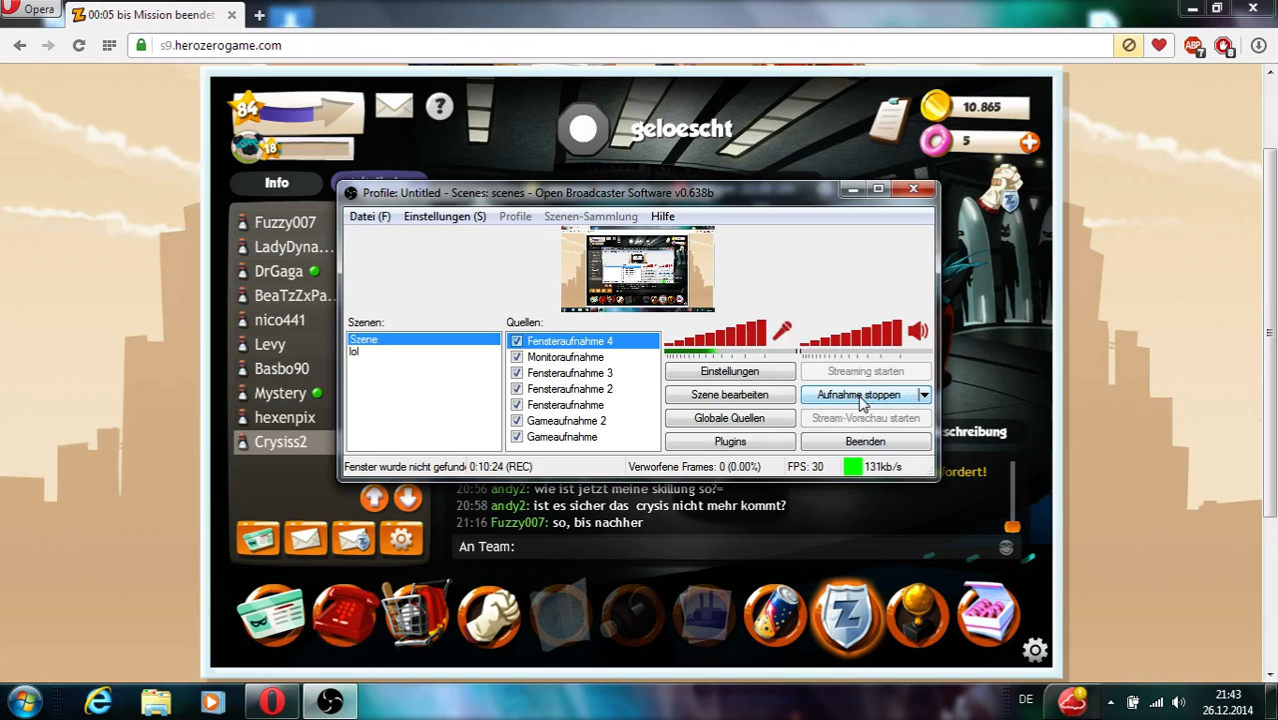 Opera
00:05 bis Mission beendet
s9.herozerogame.com
7
8
84
?
geloescht
10.865
18
5
Info
Profile: Untitled - Scenes: scenes - Open Broadcaster Software v0.638b
Datei (F)
Einstellungen (S)
Profile
Szenen-Sammlung
Hilfe
Fuzzy007
LadyDyna...
DrGaga
BeaTzZxPa...
nico441
Levy
Basbo90
Mystery
hexenpix
Crysiss2
Szenen:
Szene
lol
Quellen:
Fensteraufnahme 4
Monitoraufnahme
Fensteraufnahme 3
Fensteraufnahme 2
Fensteraufnahme
Gameaufnahme 2
Gameaufnahme
Einstellungen
Streaming starten
Szene bearbeiten
Aufnahme stoppen
Globale Quellen
Stream-Vorschau starten
Plugins
Beenden
Fenster wurde nicht gefund
0:10:24 (REC)
Verworfene Frames: 0 (0.00%)
FPS: 30
131kb/s
schreibung
fordert!
20:56 andy2: wie ist jetzt meine skillung so?=
20:58 andy2: ist es sicher das crysis nicht mehr kommt?
21:16 Fuzzy007: so, bis nachher
An Team:
Z
DE
21:43
26.12.2014